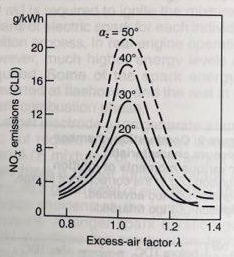 g/kWh
α_z = 50°
20
40°
16
30°
12
20°
8
4
0
0.8 1.0 1.2 1.4
Excess-air factor λ
NOₓ emissions (CLD)